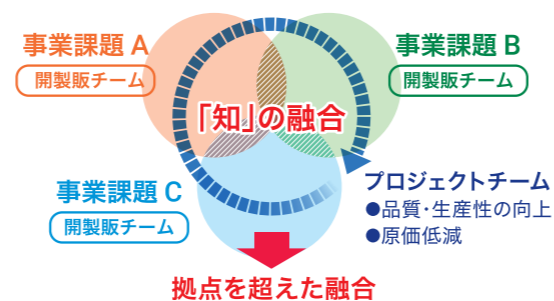 事業課題 A
開製販チーム
事業課題 B
開製販チーム
「知」の融合
事業課題 C
開製販チーム
プロジェクトチーム
●品質・生産性の向上
●原価低減
拠点を超えた融合